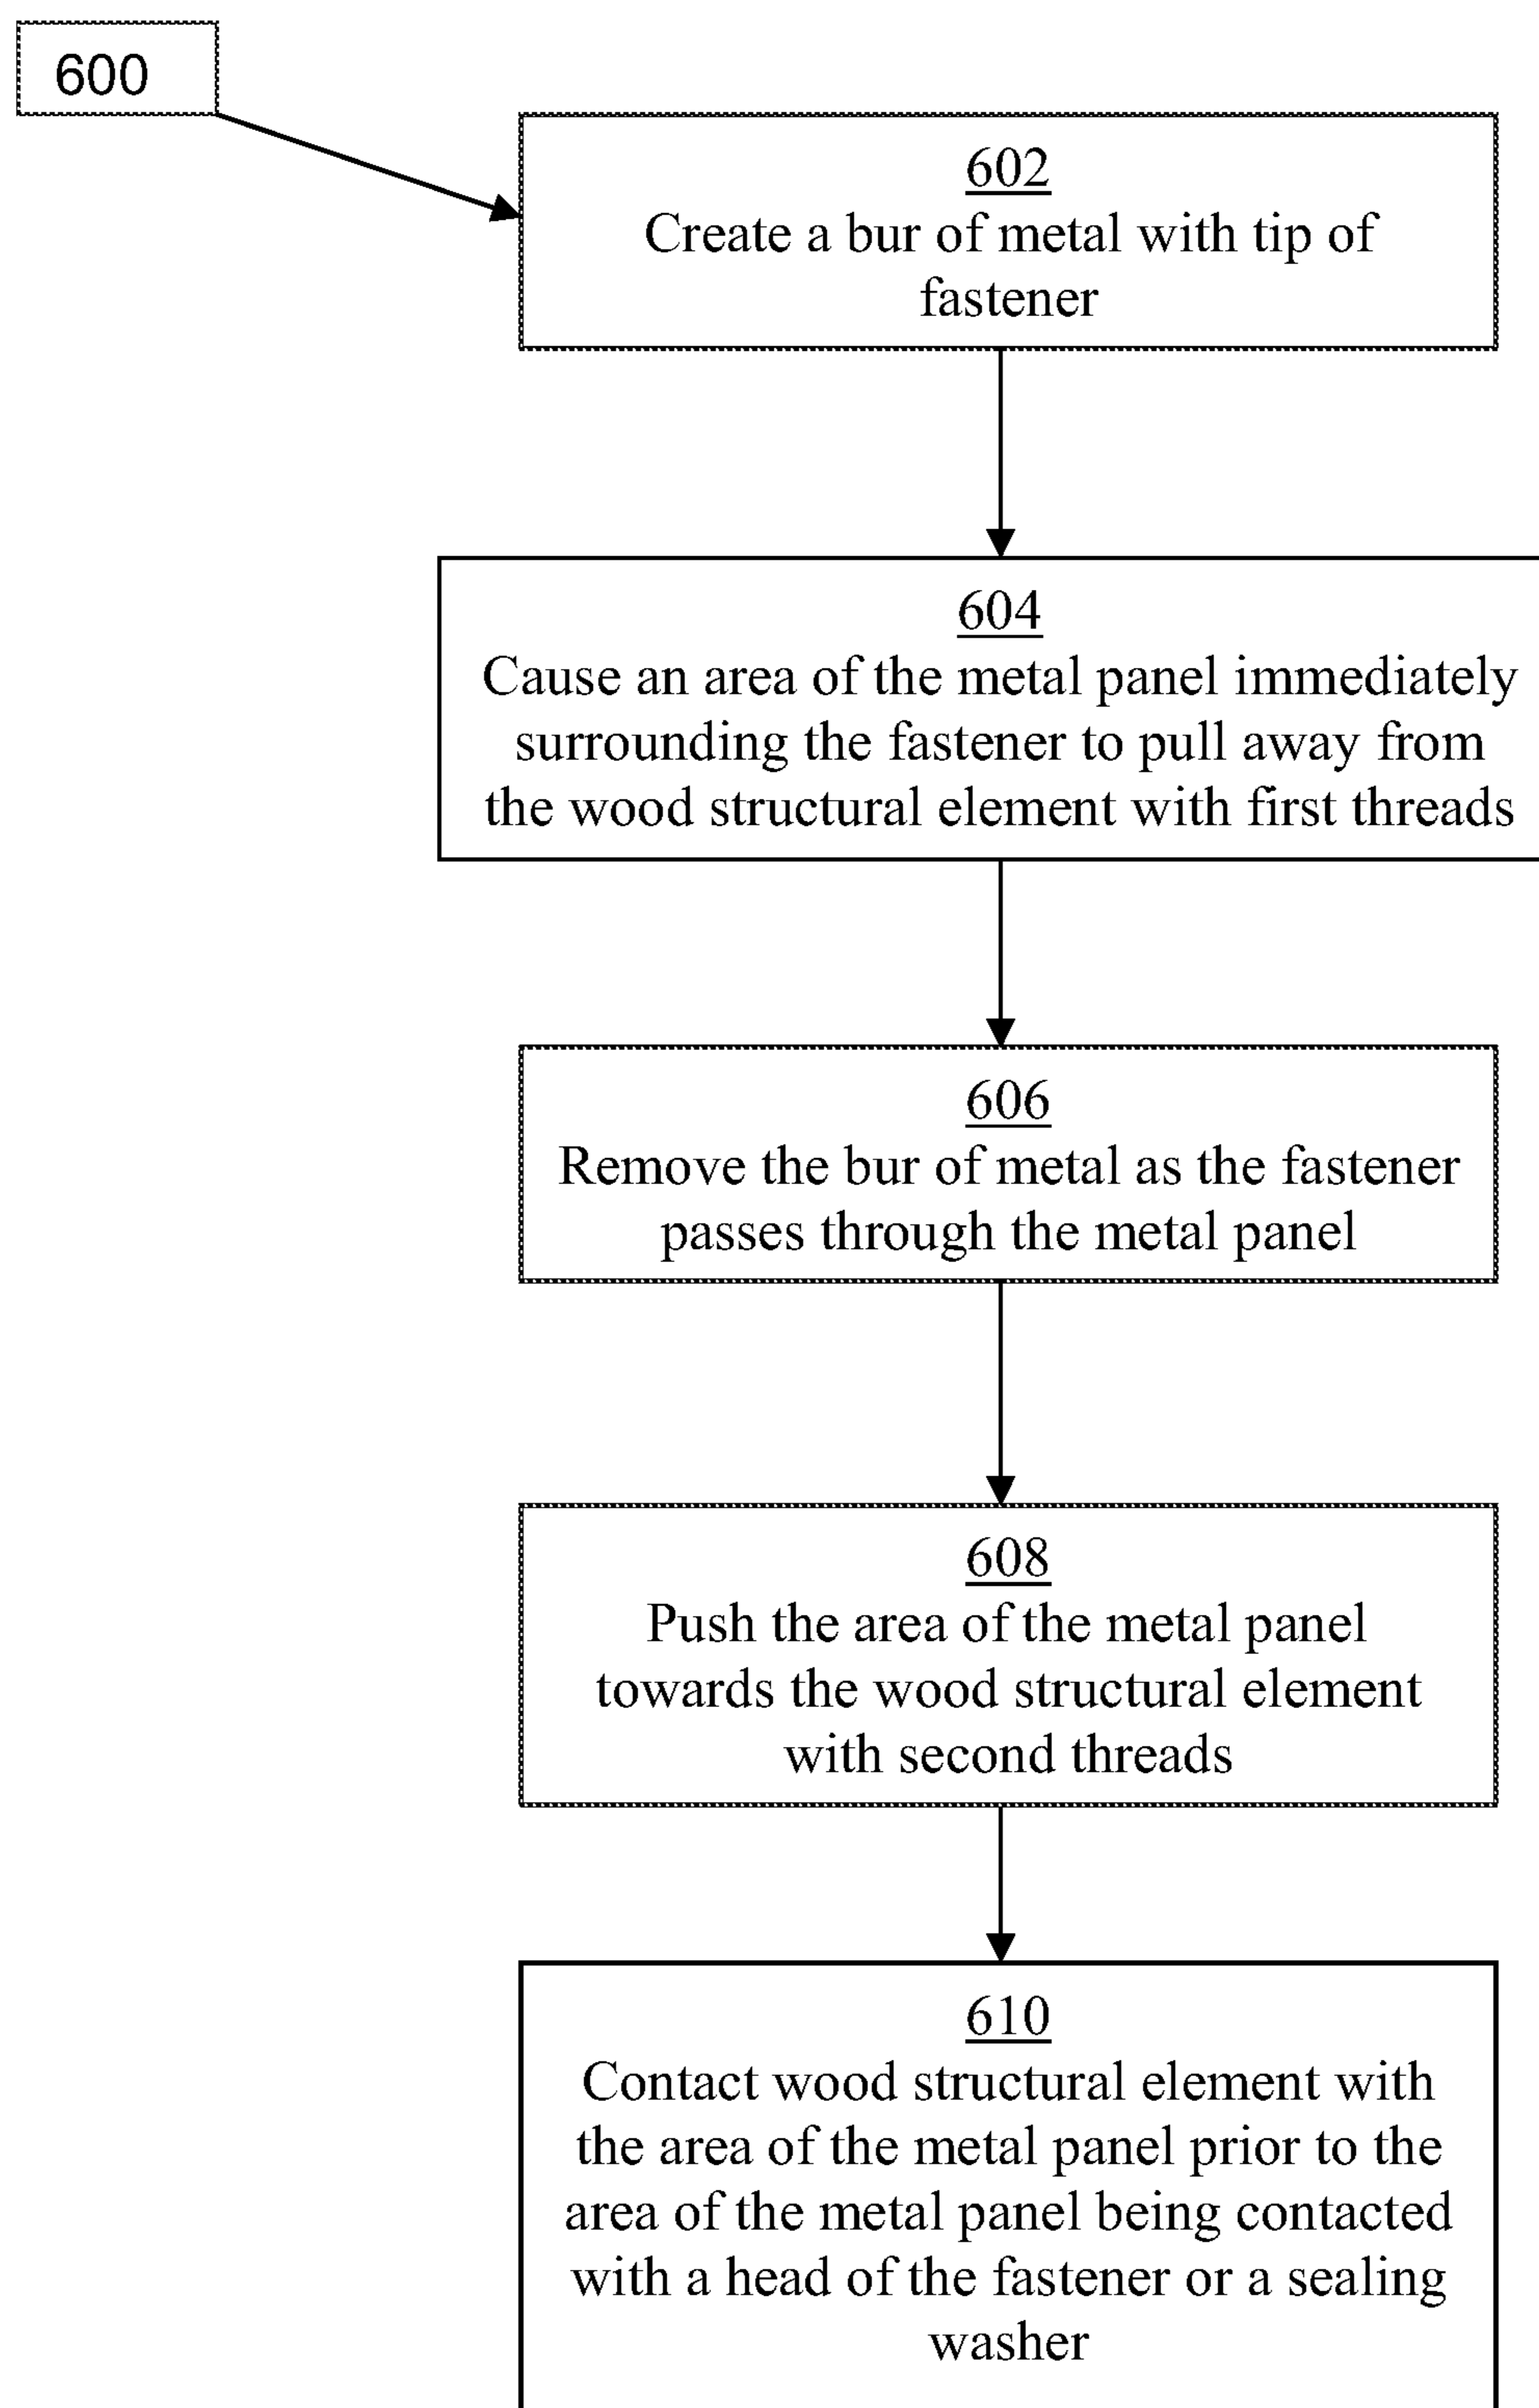 600
602
Create a bur of metal with tip of
fastener
604
Cause an area of the metal panel immediately
surrounding the fastener to pull away from
the wood structural element with first threads
606
Remove the bur of metal as the fastener
passes through the metal panel
608
Push the area of the metal panel
towards the wood structural element
with second threads
610
Contact wood structural element with
the area of the metal panel prior to the
area of the metal panel being contacted
with a head of the fastener or a sealing
washer